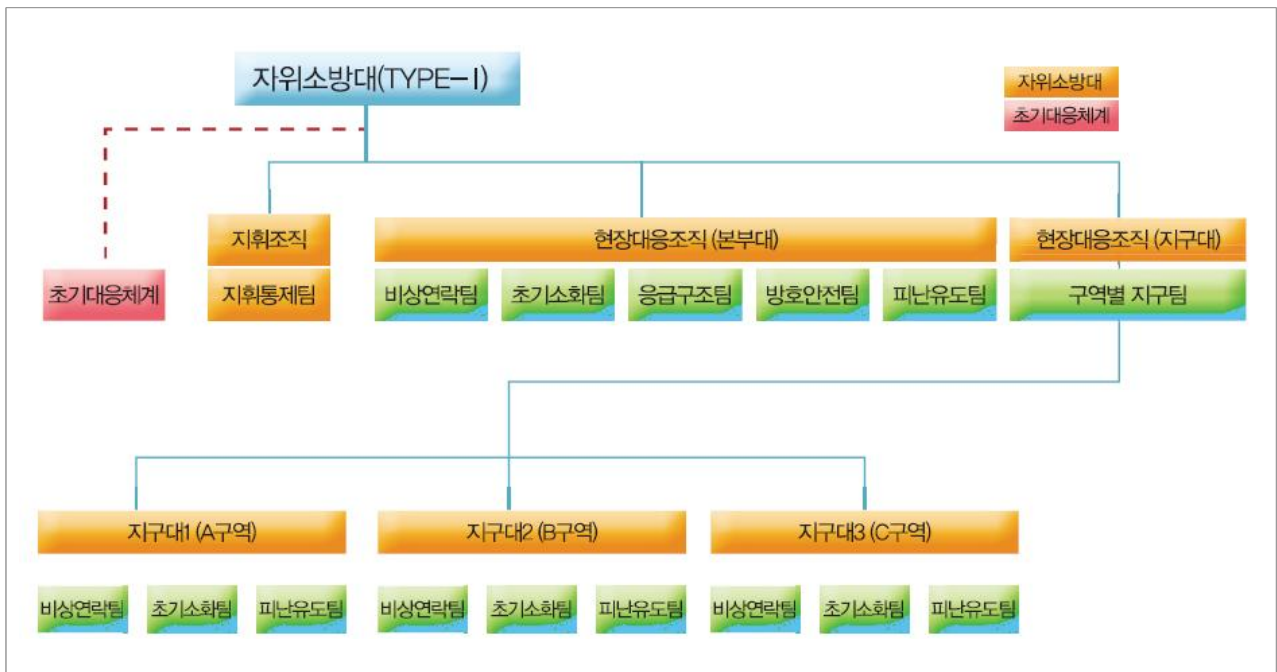 자위소방대(TYPE-Ⅰ)
자위소방대
초기대응체계
초기대응체계
지휘조직
지휘통제팀
현장대응조직 (본부대)
비상연락팀 초기소화팀 응급구조팀 방호안전팀 피난유도팀
현장대응조직 (지구대)
구역별 지구팀
지구대1 (A구역)
비상연락팀 초기소화팀 피난유도팀
지구대2 (B구역)
비상연락팀 초기소화팀 피난유도팀
지구대3 (C구역)
비상연락팀 초기소화팀 피난유도팀